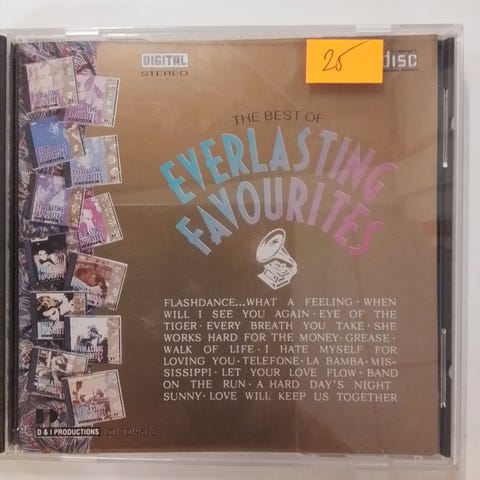 DIGITAL
STEREO
25
COMPACT
disc
DIGITAL AUDIO
THE BEST OF
EVERLASTING
FAVOURITES
FLASHDANCE...WHAT A FEELING · WHEN
WILL I SEE YOU AGAIN · EYE OF THE
TIGER · EVERY BREATH YOU TAKE · SHE
WORKS HARD FOR THE MONEY · GREASE ·
WALK OF LIFE · I HATE MYSELF FOR
LOVING YOU · TELEFONE · LA BAMBA · MIS-
SISSIPPI · LET YOUR LOVE FLOW · BAND
ON THE RUN · A HARD DAY'S NIGHT
SUNNY · LOVE WILL KEEP US TOGETHER
D & I PRODUCTIONS